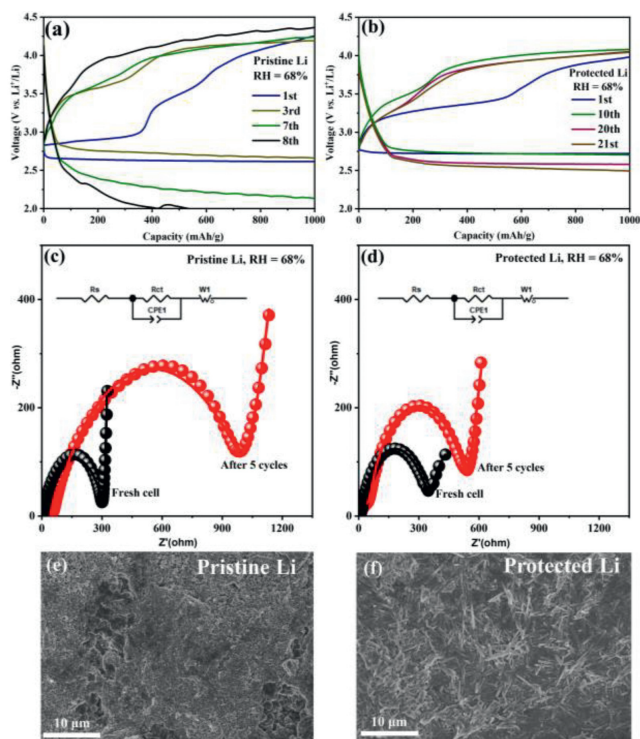 (a)
Pristine Li
RH = 68%
1st
3rd
7th
8th
Voltage (V vs. Li+/Li)
4.5
4.0
3.5
3.0
2.5
2.0
0 200 400 600 800 1000
Capacity (mAh/g)
(b)
Protected Li
RH = 68%
1st
10th
20th
21st
Voltage (V vs. Li+/Li)
4.5
4.0
3.5
3.0
2.5
2.0
0 200 400 600 800 1000
Capacity (mAh/g)
(c)
Pristine Li, RH = 68%
Rs Rct W1
CPE1
-Z''(ohm)
400
200
0
After 5 cycles
Fresh cell
0 300 600 900 1200
Z'(ohm)
(d)
Protected Li, RH = 68%
Rs Rct W1
CPE1
-Z''(ohm)
400
200
0
After 5 cycles
Fresh cell
0 300 600 900 1200
Z'(ohm)
(e)
Pristine Li
10 μm
(f)
Protected Li
10 μm